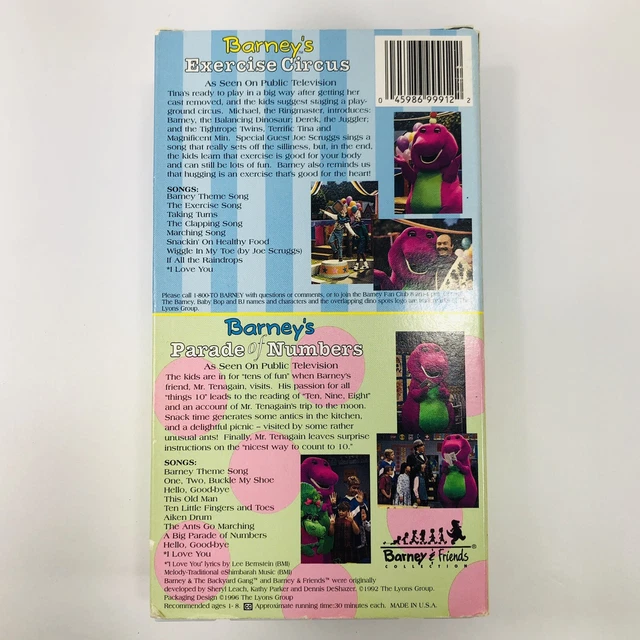 Barney's
Exercise Circus
As Seen On Public Television
Tina's ready to play in a big way after getting her
cast removed, and the kids suggest staging a play-
ground circus. Michael, the Ringmaster, introduces:
Barney, the Balancing Dinosaur; Derek, the Juggler;
and the Tightrope Twins, Terrific Tina and
Magnificent Min. Special Guest Joe Scruggs sings a
song that really sets off the silliness, but, in the end,
the kids learn that exercise is good for your body
and can still be lots of fun. Barney also reminds us
that hugging is an exercise that's good for the heart!
SONGS:
Barney Theme Song
The Exercise Song
Taking Turns
The Clapping Song
Marching Song
Snackin' On Healthy Food
Wiggle In My Toe (by Joe Scruggs)
If All the Raindrops
*I Love You
0 45986 99912 2
Please call 1-800-TO BARNEY with questions or comments, or to join the Barney Fan Club
The Barney, Baby Bop and BJ names and characters and the overlapping dino spots logo are
Lyons Group.
Barney's
Parade of Numbers
As Seen On Public Television
The kids are in for "tens of fun" when Barney's
friend, Mr. Tenagain, visits. His passion for all
"things 10" leads to the reading of "Ten, Nine, Eight"
and an account of Mr. Tenagain's trip to the moon.
Snack time generates some antics in the kitchen,
and a delightful picnic – visited by some rather
unusual ants! Finally, Mr. Tenagain leaves surprise
instructions on the "nicest way to count to 10."
SONGS:
Barney Theme Song
One, Two, Buckle My Shoe
Hello, Good-bye
This Old Man
Ten Little Fingers and Toes
Aiken Drum
The Ants Go Marching
A Big Parade of Numbers
Hello, Good-bye
*I Love You
*"I Love You" lyrics by Lee Bernstein (BMI)
Melody-Traditional @Shimbarah Music (BMI)
Barney & The Backyard Gang™ and Barney & Friends™ were originally
developed by Sheryl Leach, Kathy Parker and Dennis DeShazer. ©1992 The Lyons Group.
Packaging Design ©1996 The Lyons Group
Recommended ages 1-8. CC Approximate running time:30 minutes each. MADE IN U.S.A.
Barney & Friends®
COLLECTION